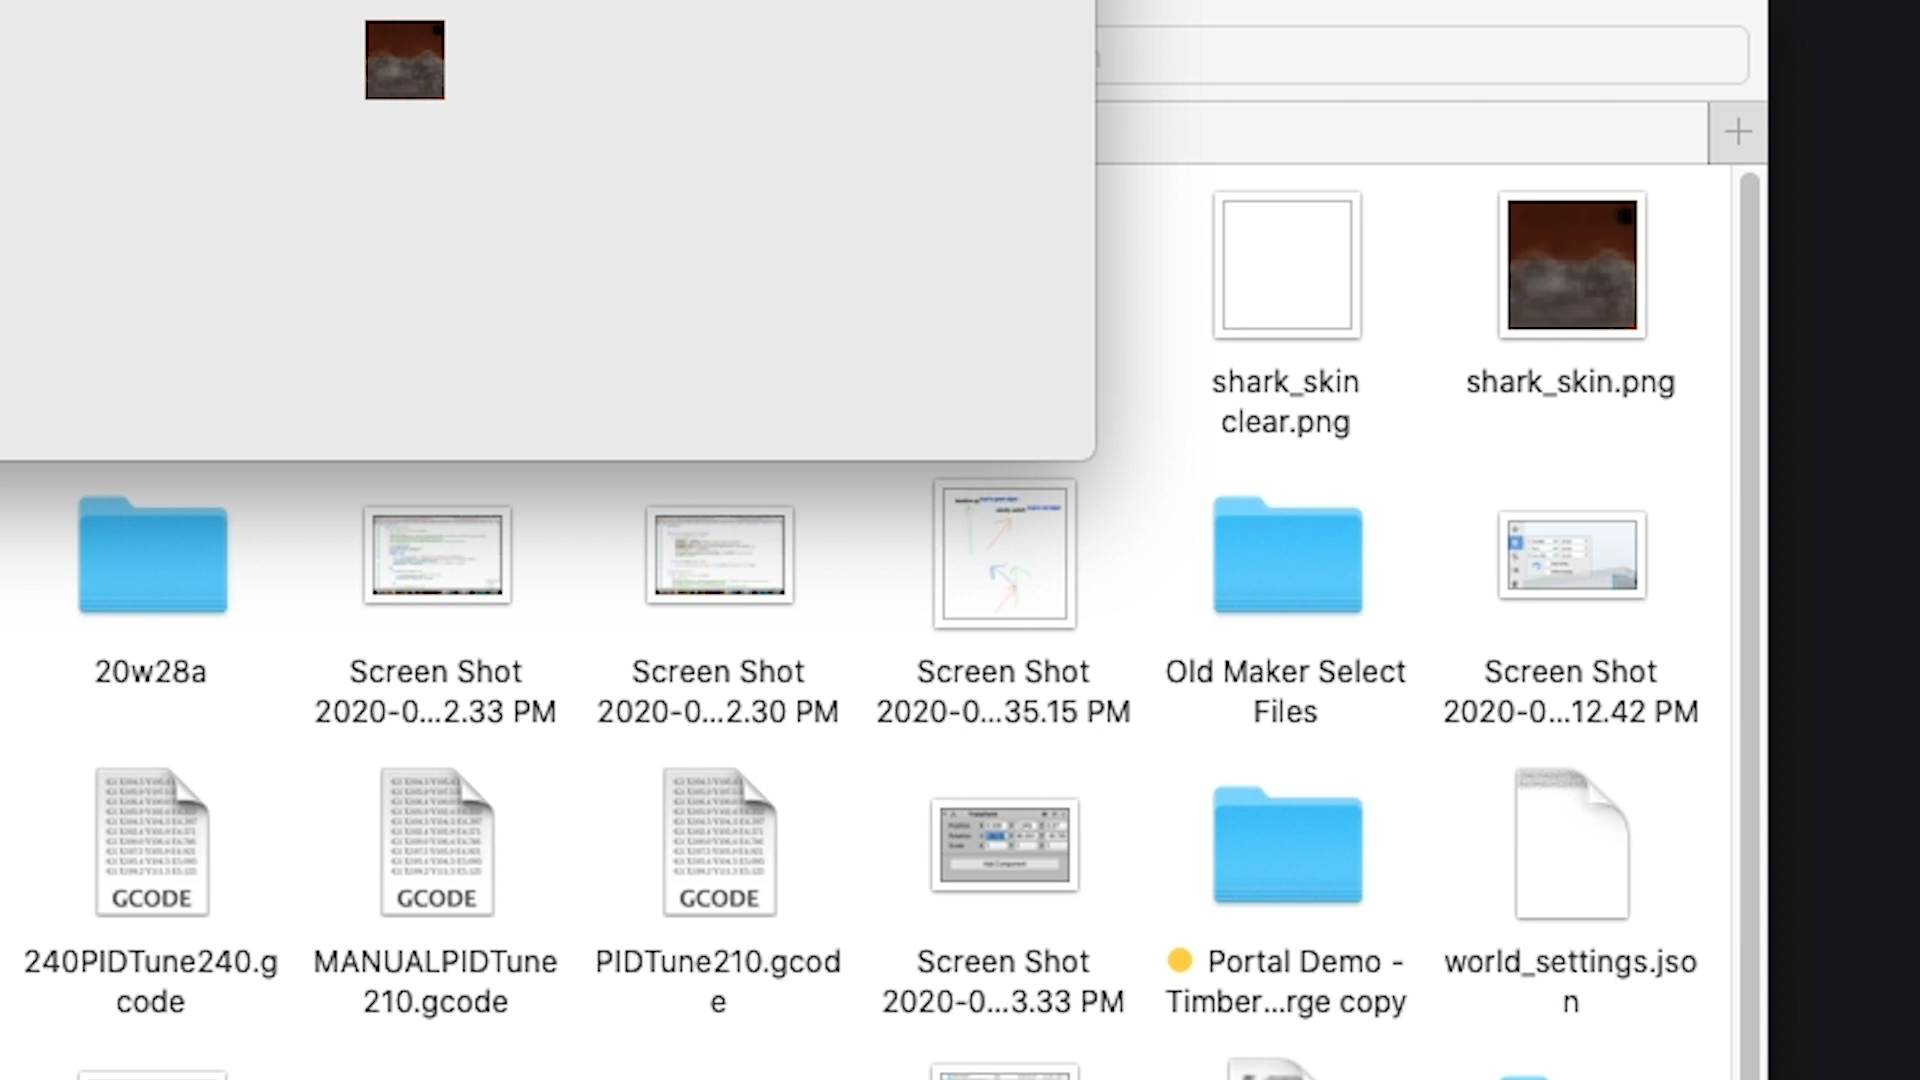 shark_skin
clear.png
shark_skin.png
20w28a
Screen Shot
2020-0...2.33 PM
Screen Shot
2020-0...2.30 PM
Screen Shot
2020-0...35.15 PM
Old Maker Select
Files
Screen Shot
2020-0...12.42 PM
GCODE
240PIDTune240.g
code
GCODE
MANUALPIDTune
210.gcode
GCODE
PIDTune210.gcod
e
Screen Shot
2020-0...3.33 PM
Portal Demo -
Timber...rge copy
world_settings.jso
n